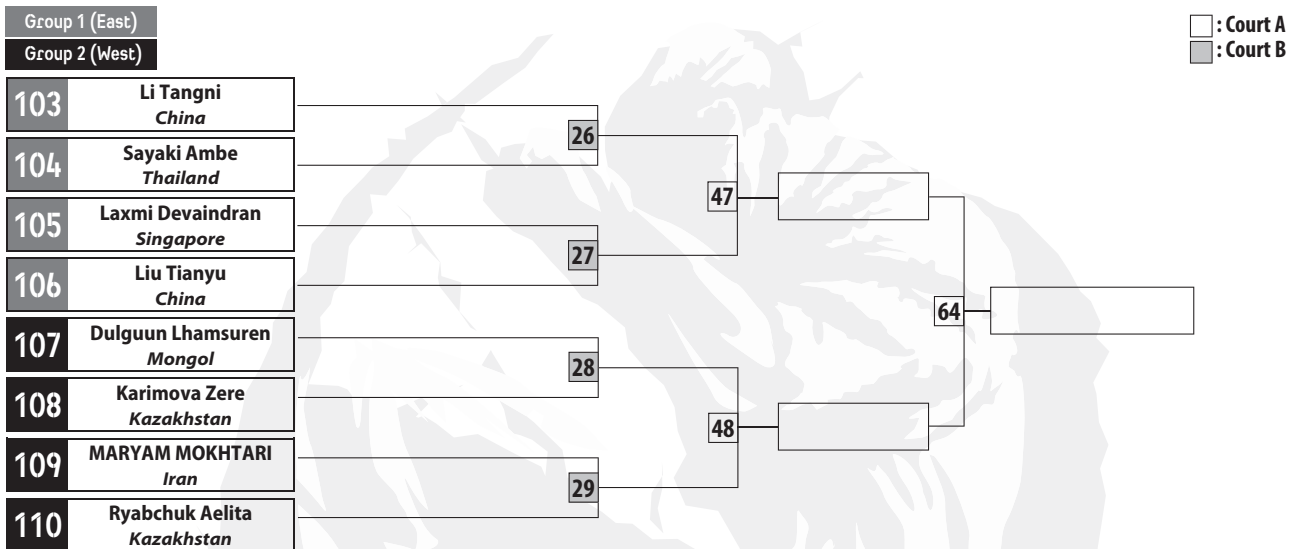 Group 1 (East)
Group 2 (West)
: Court A
: Court B
103
Li Tangni
China
26
104
Sayaki Ambe
Thailand
47
105
Laxmi Devaindran
Singapore
27
106
Liu Tianyu
China
64
107
Dulguun Lhamsuren
Mongol
28
108
Karimova Zere
Kazakhstan
48
109
MARYAM MOKHTARI
Iran
29
110
Ryabchuk Aelita
Kazakhstan